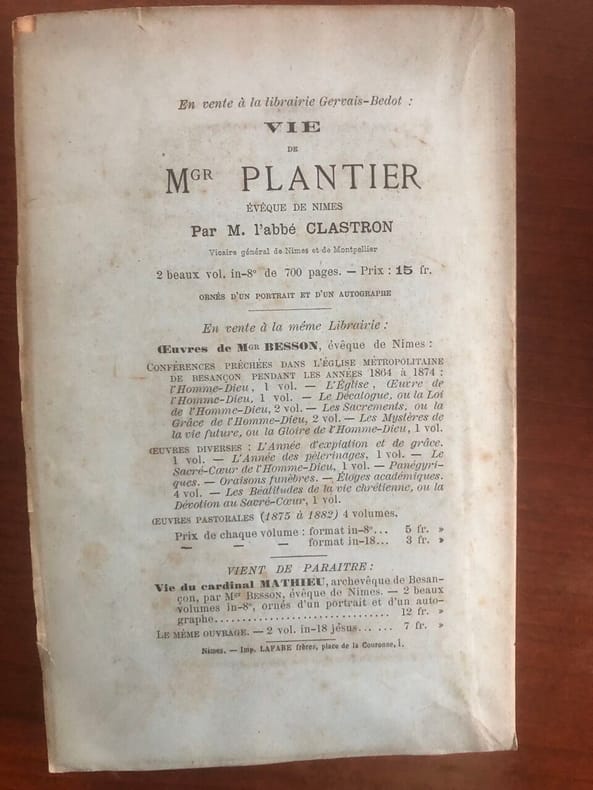 En vente à la librairie Gervais-Bedot :
VIE
DE
MGR PLANTIER
ÉVÊQUE DE NIMES
Par M. l'abbé CLASTRON
Vicaire général de Nîmes et de Montpellier
2 beaux vol. in-8° de 700 pages. — Prix : 15 fr.
ORNÉS D'UN PORTRAIT ET D'UN AUTOGRAPHE
En vente à la même Librairie :
Œuvres de MGR BESSON, évêque de Nimes :
CONFÉRENCES PRÊCHÉES DANS L'ÉGLISE MÉTROPOLITAINE
DE BESANÇON PENDANT LES ANNÉES 1864 à 1874 :
l'Homme-Dieu, 1 vol. — L'Église, Œuvre de
l'Homme-Dieu, 1 vol. — Le Décalogue, ou la Loi
de l'Homme-Dieu, 2 vol. — Les Sacrements, ou la
Grâce de l'Homme-Dieu, 2 vol. — Les Mystères de
la vie future, ou la Gloire de l'Homme-Dieu, 1 vol.
ŒUVRES DIVERSES : L'Année d'expiation et de grâce,
1 vol. — L'Année des pèlerinages, 1 vol. — Le
Sacré-Cœur de l'Homme-Dieu, 1 vol. — Panégyri-
ques. — Oraisons funèbres. — Éloges académiques.
4 vol. — Les Béatitudes de la vie chrétienne, ou la
Dévotion au Sacré-Cœur, 1 vol.
ŒUVRES PASTORALES (1875 à 1882) 4 volumes.
Prix de chaque volume : format in-8°... 5 fr. »
— — — format in-18... 3 fr. »
VIENT DE PARAITRE :
Vie du cardinal MATHIEU, archevêque de Besan-
çon, par MGR BESSON, évêque de Nimes. — 2 beaux
volumes in-8°, ornés d'un portrait et d'un auto-
graphe................................ 12 fr. »
LE MÊME OUVRAGE. — 2 vol. in-18 jésus...... 7 fr. »
Nimes. — Imp. LAFARE frères, place de la Couronne, 1.